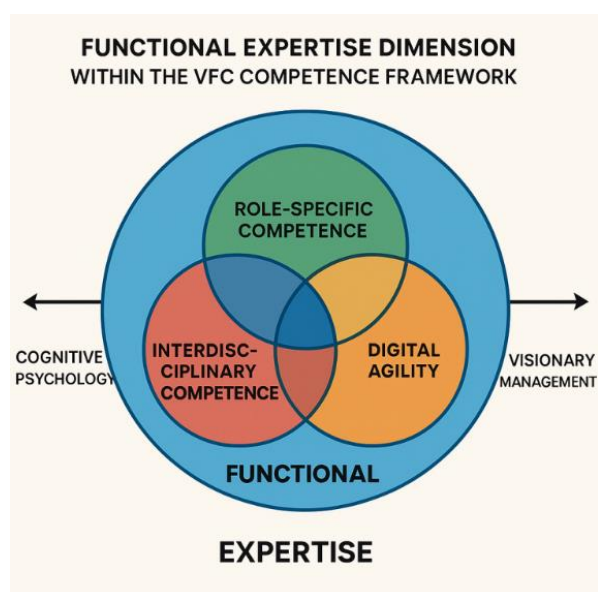 FUNCTIONAL EXPERTISE DIMENSION
WITHIN THE VFC COMPETENCE FRAMEWORK
ROLE-SPECIFIC
COMPETENCE
INTERDISC-
CIPLINARY
COMPETENCE
DIGITAL
AGILITY
COGNITIVE
PSYCHOLOGY
VISIONARY
MANAGEMENT
FUNCTIONAL
EXPERTISE